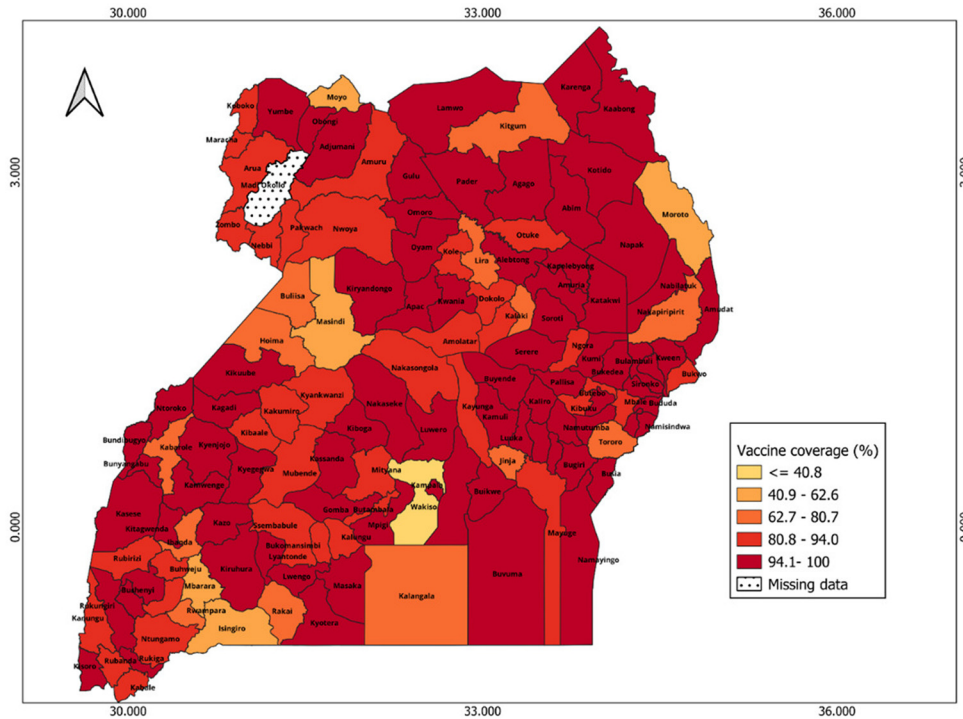 30.000 33.000 36.000
3.000
0.000
Koboko
Yumbe
Moyo
Obongi
Adjumani
Maracha
Arua
Madi Okollo
Zombo
Nebbi
Pakwach
Amuru
Nwoya
Gulu
Lamwo
Kitgum
Karenga
Kaabong
Pader
Agago
Kotido
Abim
Moroto
Napak
Omoro
Oyam
Kole
Lira
Otuke
Alebtong
Kapelebyong
Amuria
Katakwi
Nabilatuk
Nakapiripirit
Amudat
Buliisa
Masindi
Kiryandongo
Apac
Kwania
Dokolo
Kalaki
Soroti
Amolatar
Serere
Ngora
Kumi
Bukedea
Bulambuli
Kween
Bukwo
Sironko
Hoima
Kikuube
Nakasongola
Kyankwanzi
Nakaseke
Buyende
Pallisa
Kibuku
Mbale
Bududa
Namisindwa
Ntoroko
Kagadi
Kakumiro
Kibaale
Kiboga
Luwero
Kayunga
Kamuli
Kaliro
Luuka
Namutumba
Tororo
Bundibugyo
Bunyangabu
Kabarole
Kyenjojo
Kyegegwa
Kamwenge
Mubende
Kassanda
Mityana
Kampala
Wakiso
Jinja
Bugiri
Busia
Buikwe
Kasese
Kitagwenda
Kazo
Ssembabule
Gomba
Butambala
Mpigi
Kalungu
Mayuge
Namayingo
Buvuma
Rubirizi
Ibanda
Buhweju
Kiruhura
Bukomansimbi
Lyantonde
Lwengo
Masaka
Kalangala
Bushenyi
Mbarara
Rwampara
Isingiro
Rakai
Kyotera
Rukungiri
Kanungu
Ntungamo
Kisoro
Rubanda
Rukiga
Kabale
Vaccine coverage (%)
<= 40.8
40.9 - 62.6
62.7 - 80.7
80.8 - 94.0
94.1- 100
Missing data
30.000 33.000 36.000